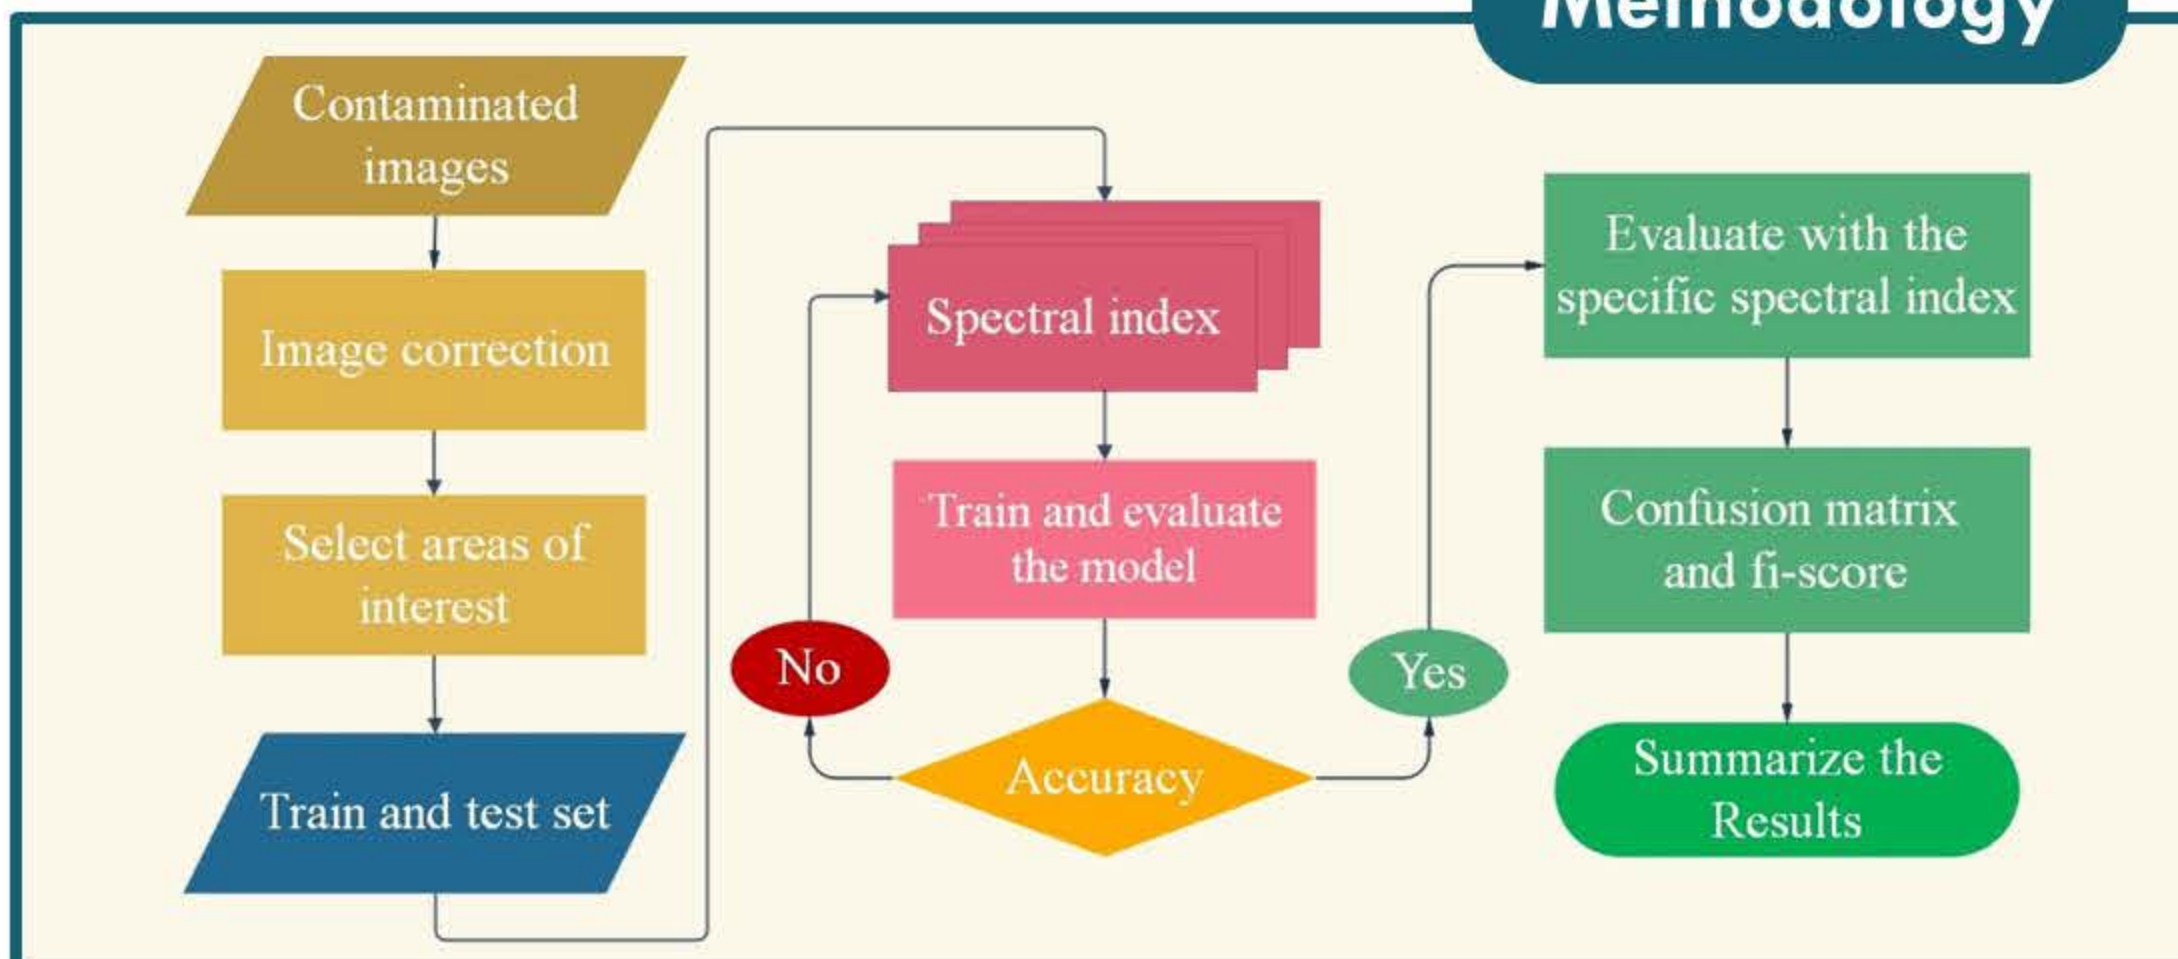 Methodology
Contaminated
images
Image correction
Select areas of
interest
Train and test set
Spectral index
Train and evaluate
the model
No
Accuracy
Yes
Evaluate with the
specific spectral index
Confusion matrix
and fi-score
Summarize the
Results